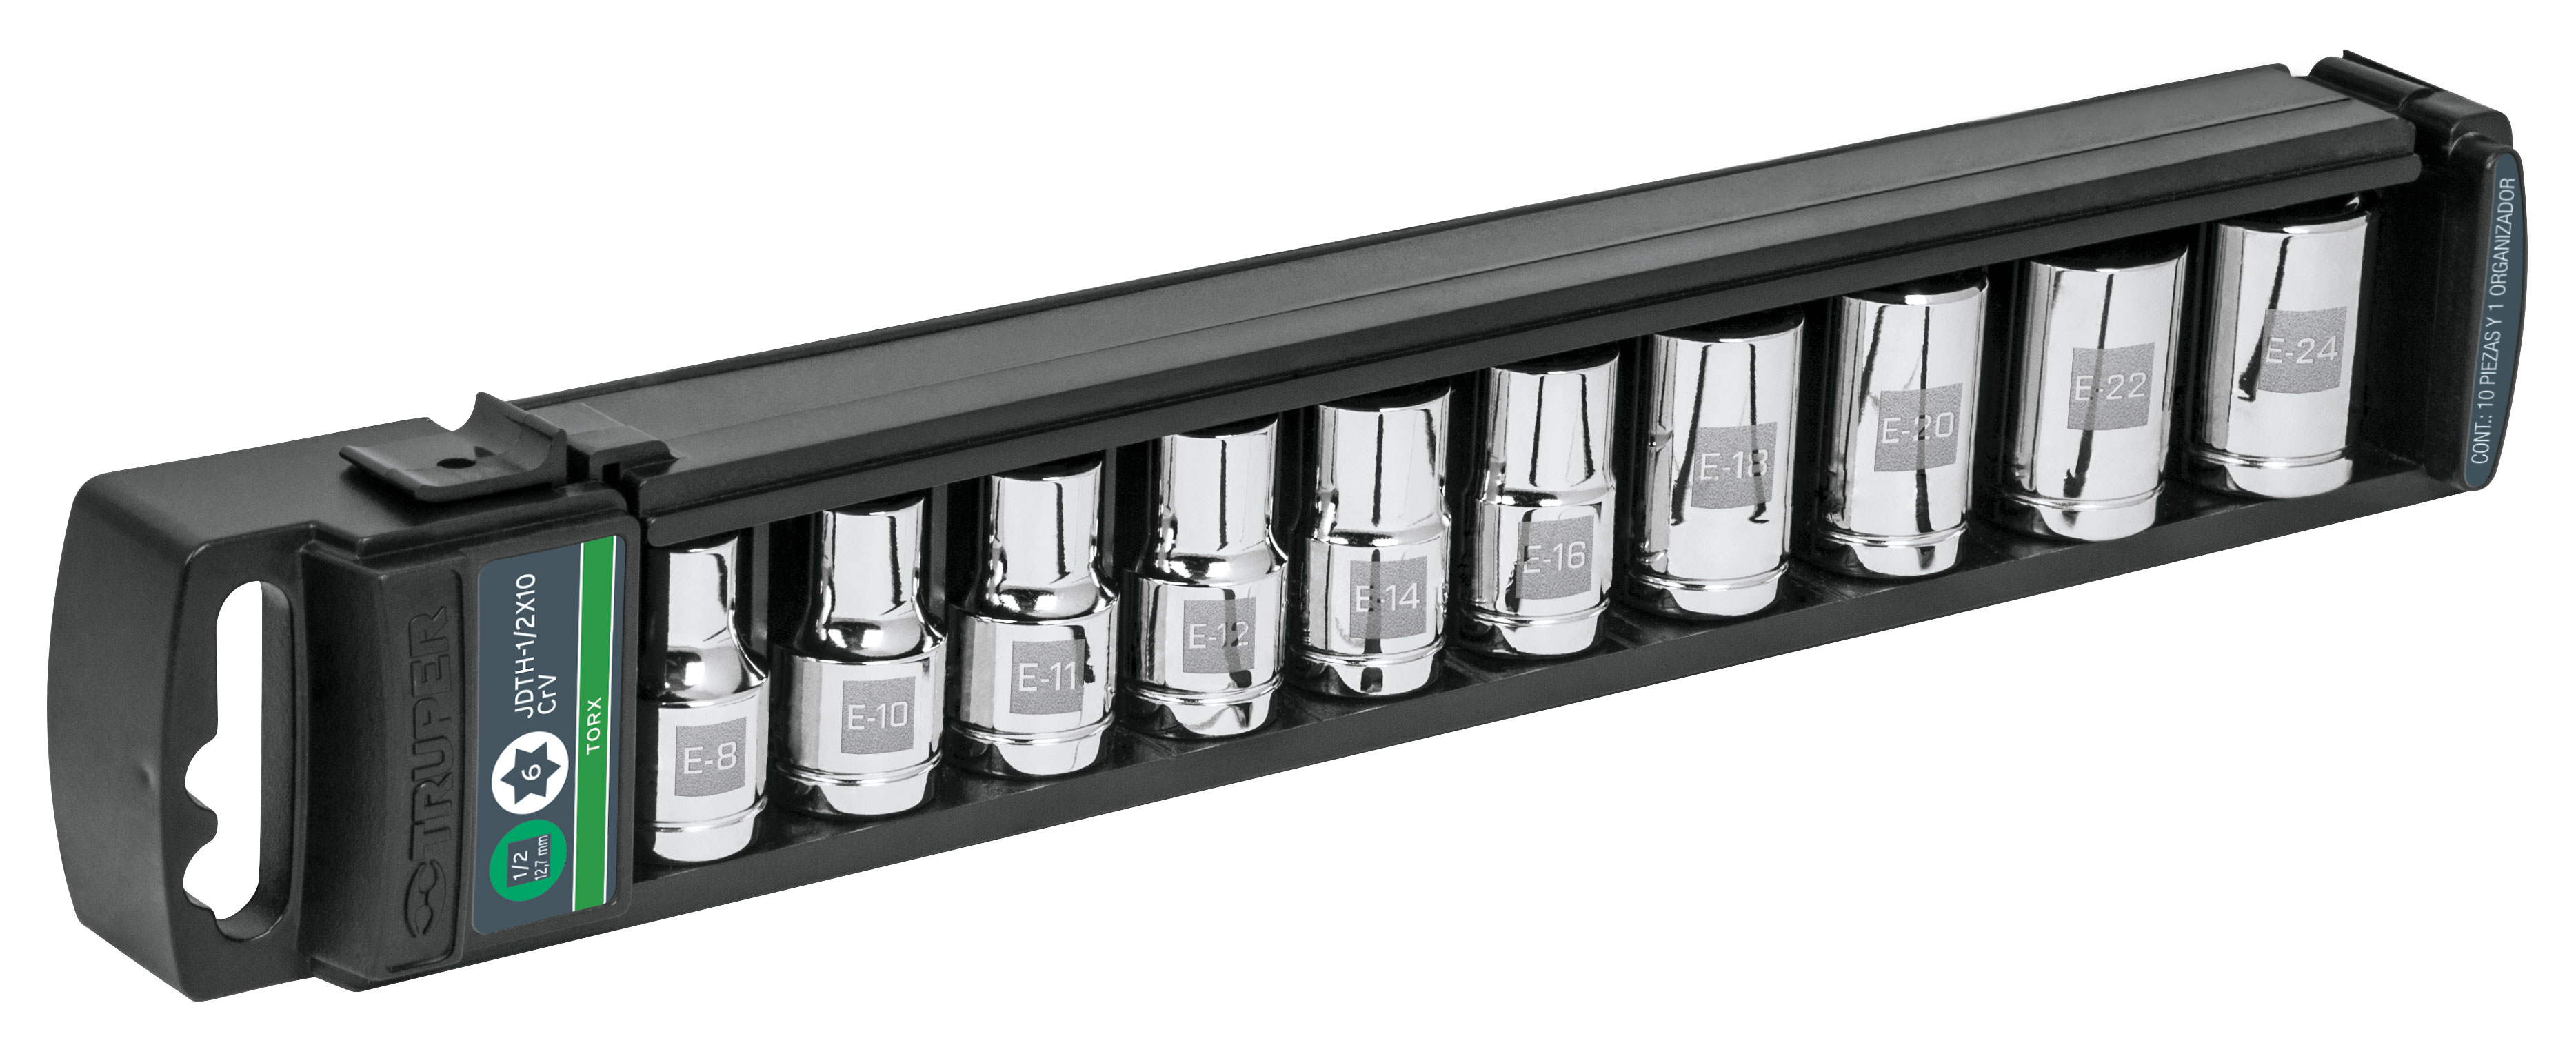 TRUPER
JDTH-1/2X10
CrV
6
1/2
12,7 mm
TORX
E-8
E-10
E-11
E-12
E-14
E-16
E-18
E-20
E-22
E-24
CONT.: 10 PIEZAS Y 1 ORGANIZADOR